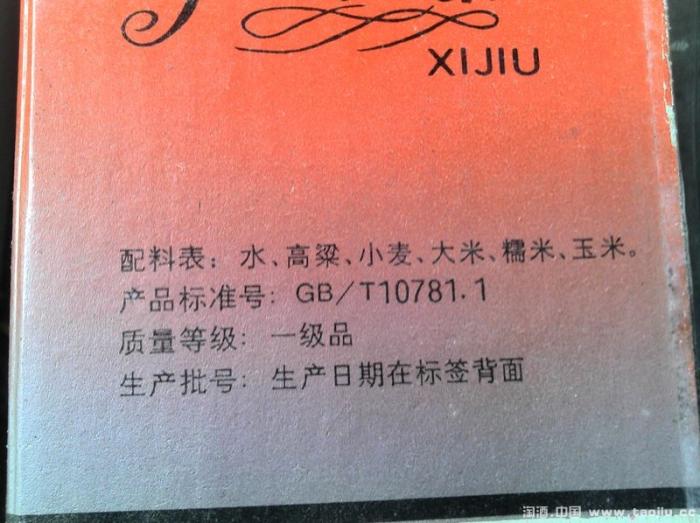 XIJIU
配料表：水、高粱、小麦、大米、糯米、玉米。
产品标准号：GB/T10781.1
质量等级：一级品
生产批号：生产日期在标签背面
淘酒.中国 www.taojiu.cc